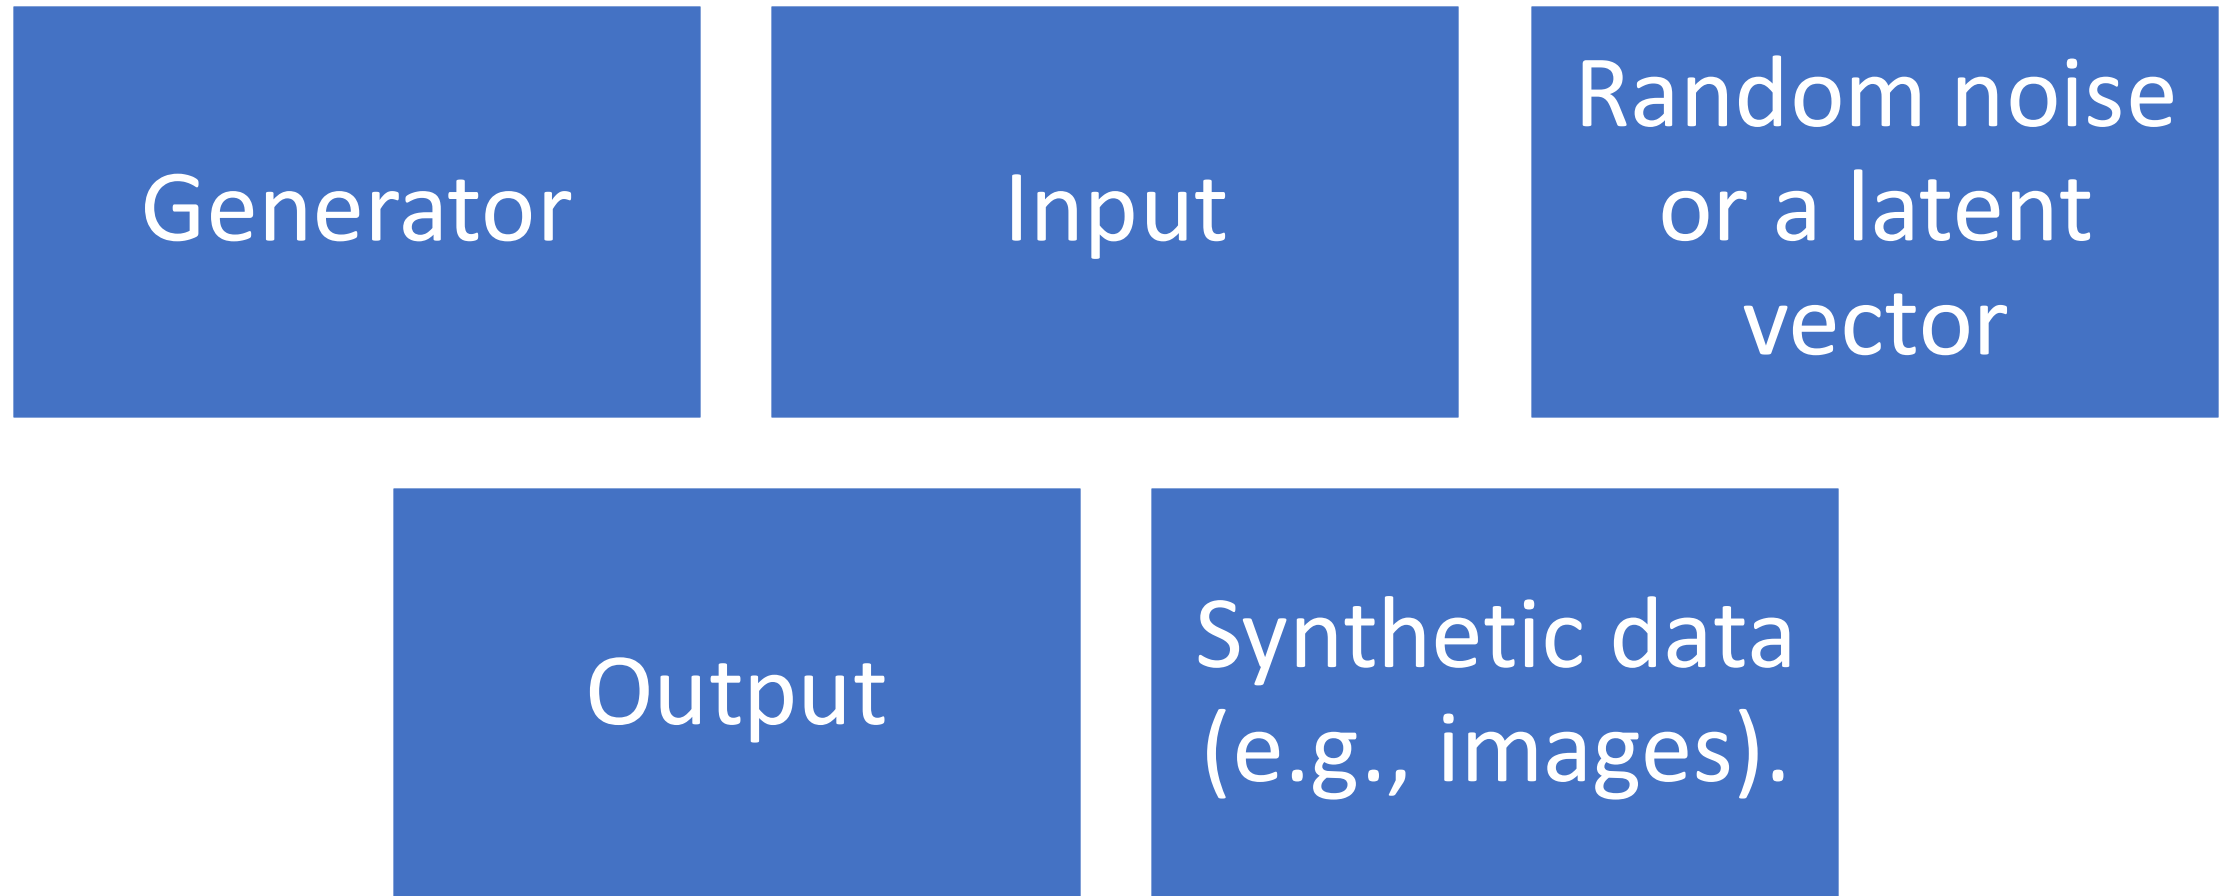 Generator
Input
Random noise
or a latent
vector
Output
Synthetic data
(e.g., images).